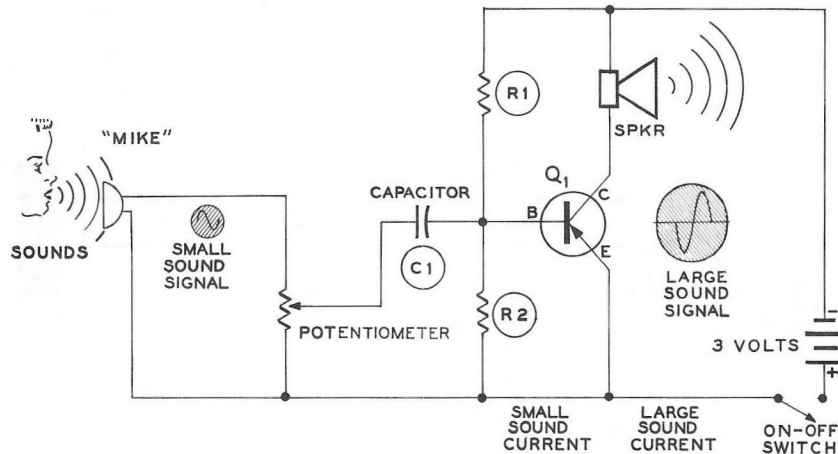 "MIKE"
SOUNDS
SMALL
SOUND
SIGNAL
CAPACITOR
C1
POTENTIOMETER
R1
R2
Q1
B
C
E
SPKR
LARGE
SOUND
SIGNAL
-
3 VOLTS
+
SMALL
SOUND
CURRENT
LARGE
SOUND
CURRENT
ON-OFF
SWITCH